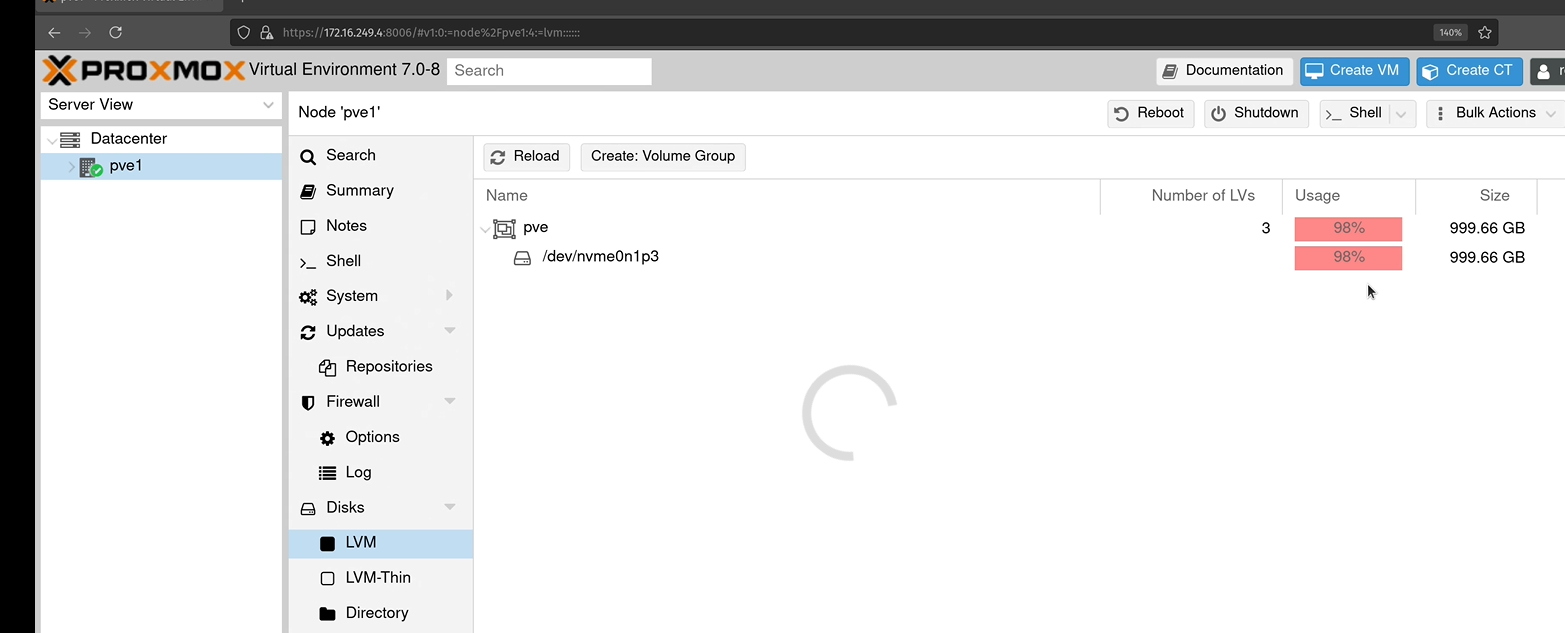 https://172.16.249.4:8006/#v1:0:=node%2Fpve1:4:=lvm::::::
140%
PROXMOX Virtual Environment 7.0-8 Search Documentation Create VM Create CT
Server View
Node 'pve1' Reboot Shutdown Shell Bulk Actions
Datacenter
pve1
Search
Summary
Notes
Shell
System
Updates
Repositories
Firewall
Options
Log
Disks
LVM
LVM-Thin
Directory
Reload Create: Volume Group
Name Number of LVs Usage Size
pve 3 98% 999.66 GB
/dev/nvme0n1p3 98% 999.66 GB